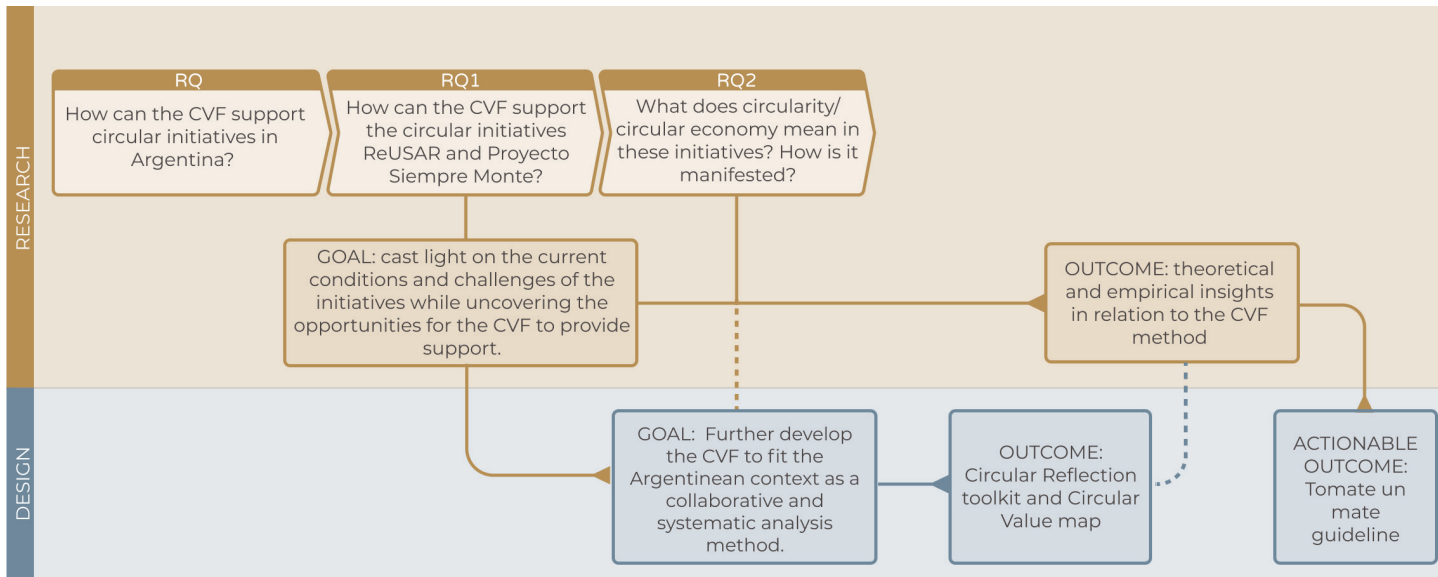 RESEARCH
RQ
How can the CVF support
circular initiatives in
Argentina?
RQ1
How can the CVF support
the circular initiatives
ReUSAR and Proyecto
Siempre Monte?
RQ2
What does circularity/
circular economy mean in
these initiatives? How is it
manifested?
GOAL: cast light on the current
conditions and challenges of the
initiatives while uncovering the
opportunities for the CVF to provide
support.
OUTCOME: theoretical
and empirical insights
in relation to the CVF
method
DESIGN
GOAL: Further develop
the CVF to fit the
Argentinean context as a
collaborative and
systematic analysis
method.
OUTCOME:
Circular Reflection
toolkit and Circular
Value map
ACTIONABLE
OUTCOME:
Tomate un
mate
guideline